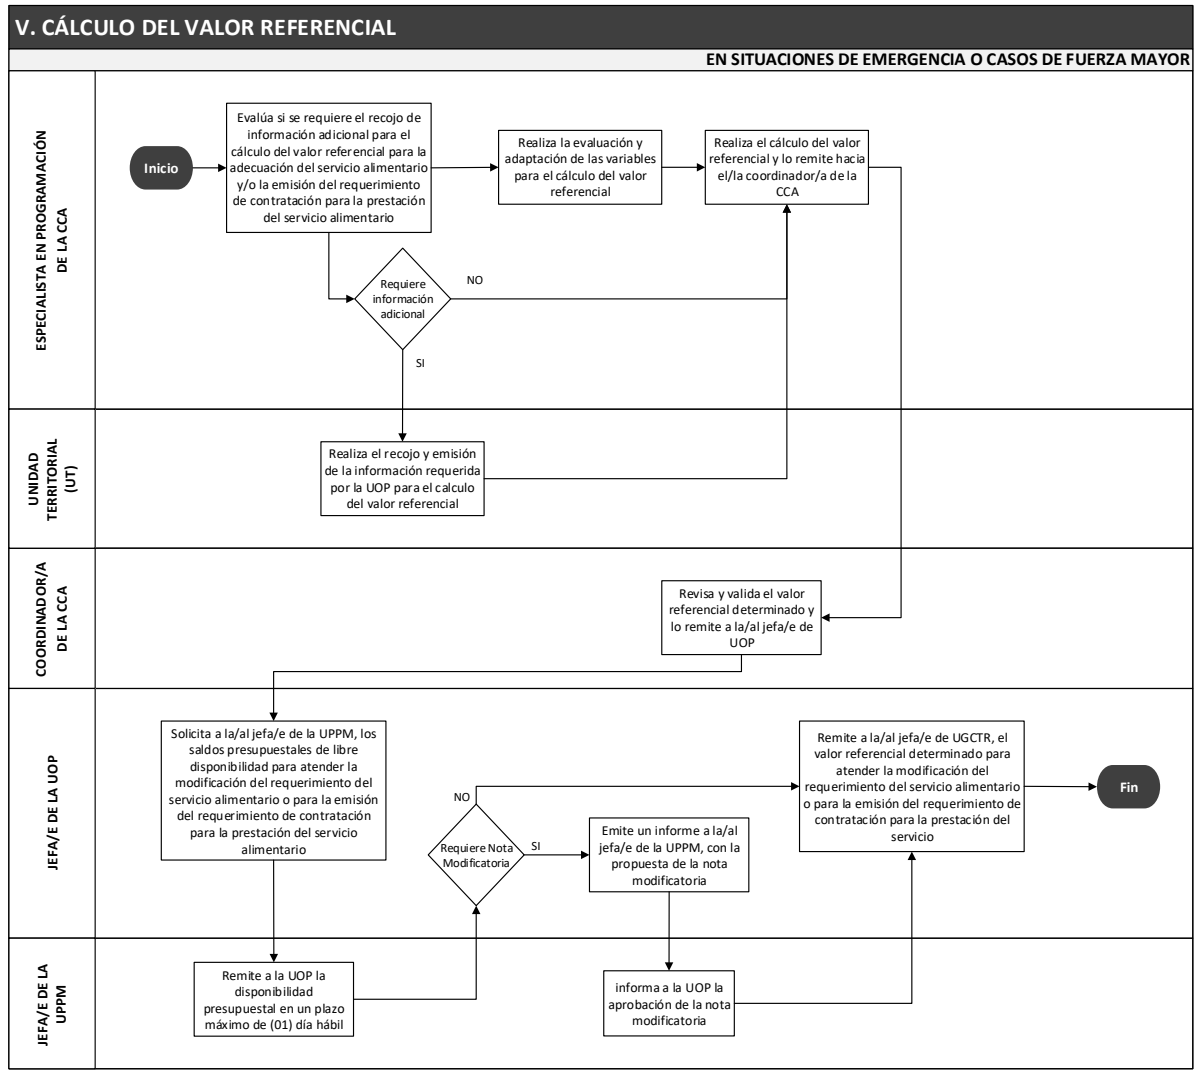 V. CÁLCULO DEL VALOR REFERENCIAL
EN SITUACIONES DE EMERGENCIA O CASOS DE FUERZA MAYOR
ESPECIALISTA EN PROGRAMACIÓN
DE LA CCA
Inicio
Evalúa si se requiere el recojo de
información adicional para el
cálculo del valor referencial para la
adecuación del servicio alimentario
y/o la emisión del requerimiento
de contratación para la prestación
del servicio alimentario
Realiza la evaluación y
adaptación de las variables
para el cálculo del valor
referencial
Realiza el cálculo del valor
referencial y lo remite hacia
el/la coordinador/a de la
CCA
Requiere
información
adicional
NO
SI
UNIDAD
TERRITORIAL
(UT)
Realiza el recojo y emisión
de la información requerida
por la UOP para el calculo
del valor referencial
COORDINADOR/A
DE LA CCA
Revisa y valida el valor
referencial determinado y
lo remite a la/al jefa/e de
UOP
JEFA/E DE LA UOP
Solicita a la/al jefa/e de la UPPM, los
saldos presupuestales de libre
disponibilidad para atender la
modificación del requerimiento del
servicio alimentario o para la emisión
del requerimiento de contratación
para la prestación del servicio
alimentario
NO
Requiere Nota
Modificatoria
SI
Emite un informe a la/al
jefa/e de la UPPM, con la
propuesta de la nota
modificatoria
Remite a la/al jefa/e de UGCTR, el
valor referencial determinado para
atender la modificación del
requerimiento del servicio alimentario
o para la emisión del requerimiento de
contratación para la prestación del
servicio
Fin
JEFA/E DE LA
UPPM
Remite a la UOP la
disponibilidad
presupuestal en un plazo
máximo de (01) día hábil
informa a la UOP la
aprobación de la nota
modificatoria